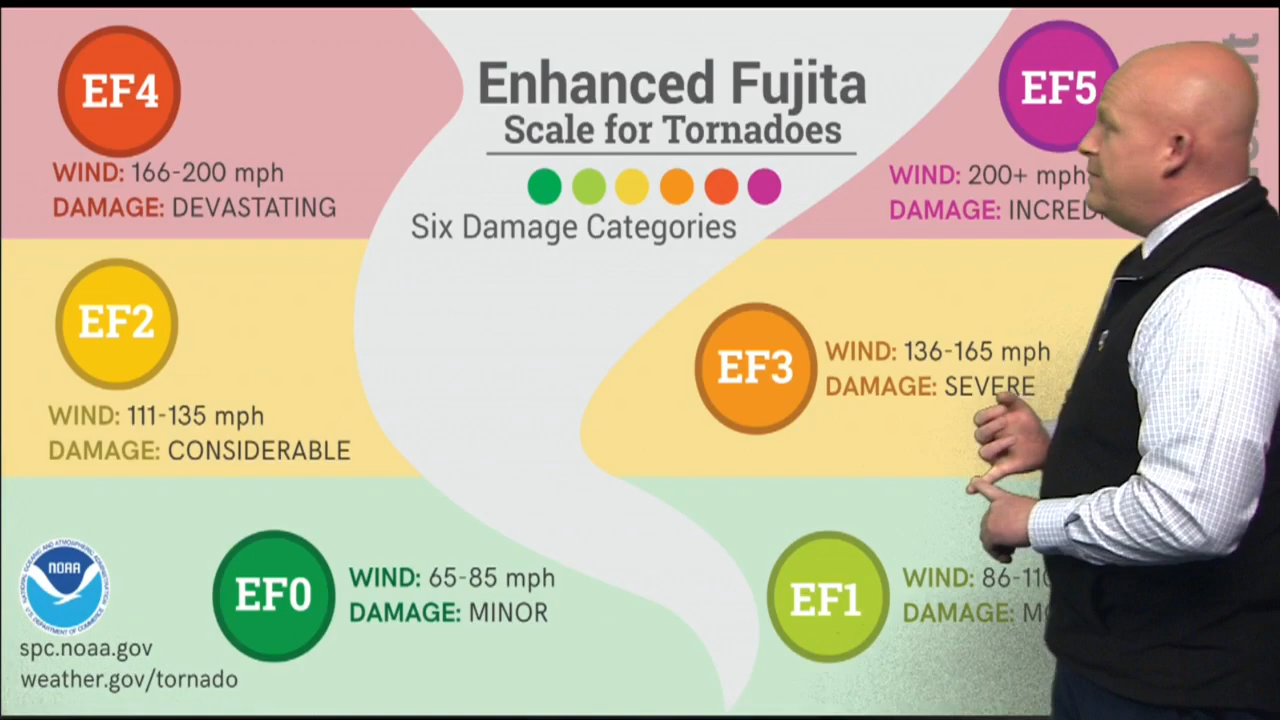 Enhanced Fujita
Scale for Tornadoes
Six Damage Categories
EF4
WIND: 166-200 mph
DAMAGE: DEVASTATING
EF5
WIND: 200+ mph
DAMAGE:
EF2
WIND: 111-135 mph
DAMAGE: CONSIDERABLE
EF3
WIND: 136-165 mph
DAMAGE: SEVERE
EF0
WIND: 65-85 mph
DAMAGE: MINOR
EF1
WIND:
DAMAGE:
NOAA
spc.noaa.gov
weather.gov/tornado